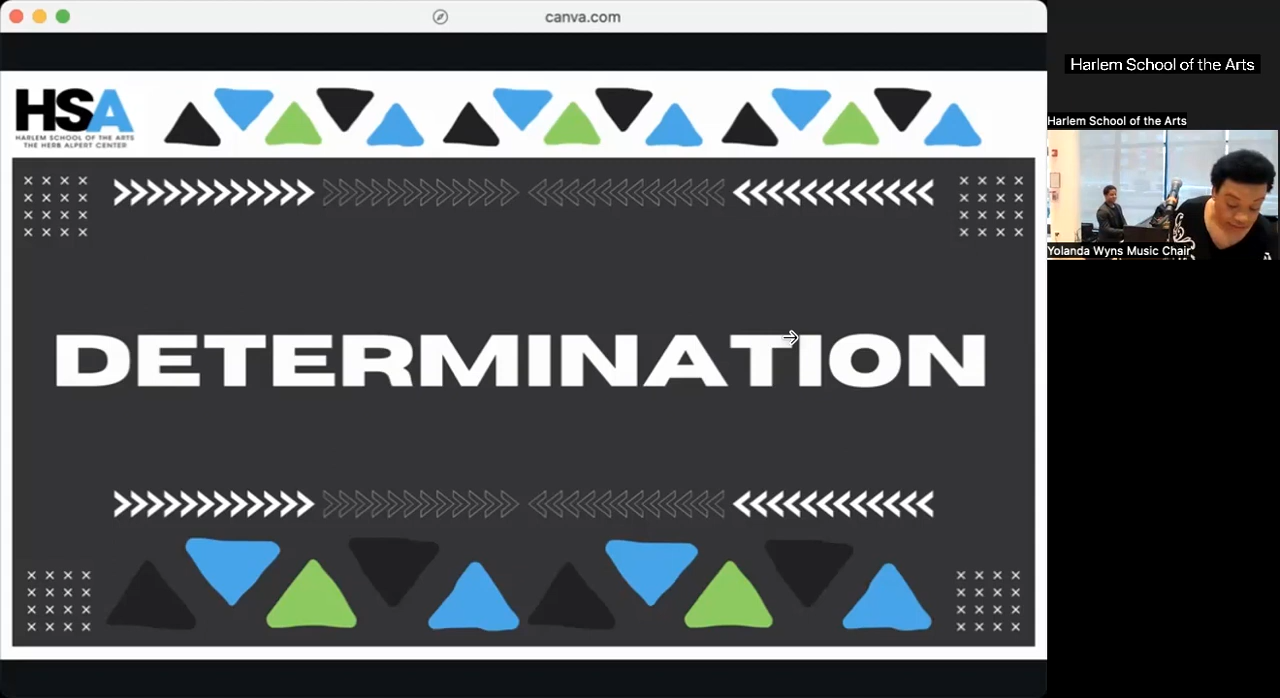 canva.com
HSA
HARLEM SCHOOL OF THE ARTS
THE HERB ALPERT CENTER
DETERMINATION
Harlem School of the Arts
Harlem School of the Arts
Yolanda Wyns Music Chair